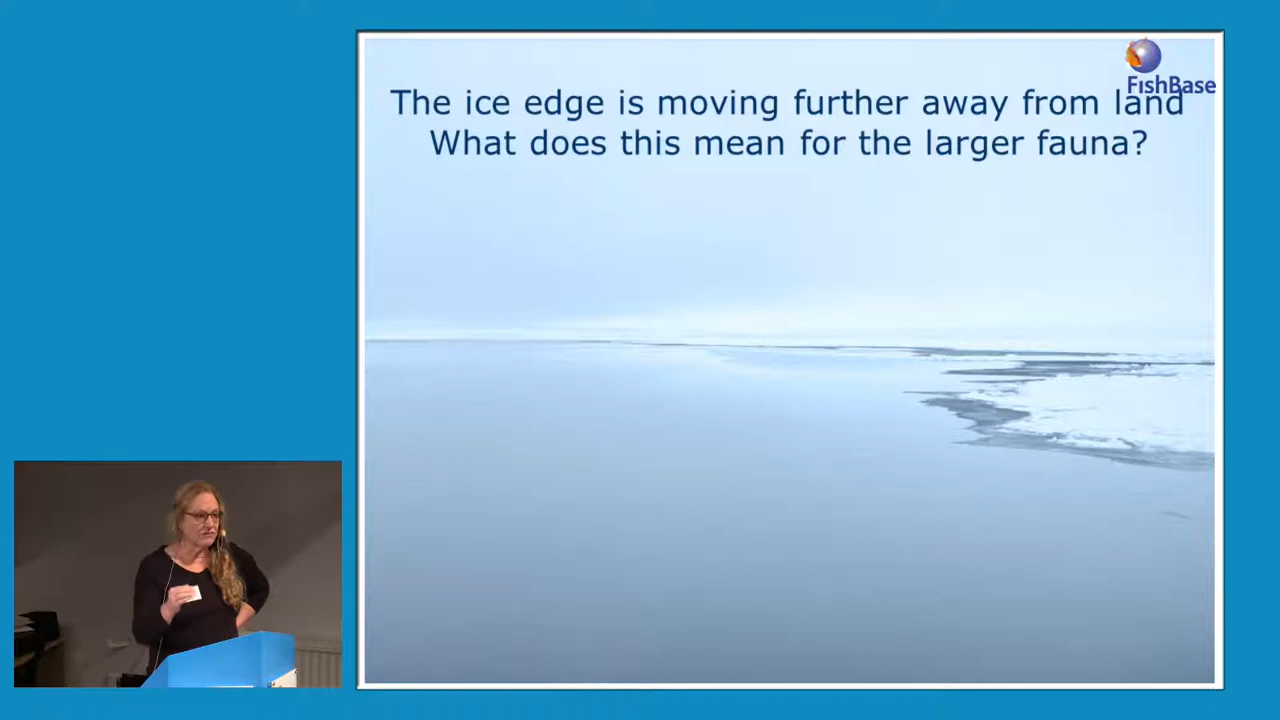 The ice edge is moving further away from land
What does this mean for the larger fauna?
FishBase